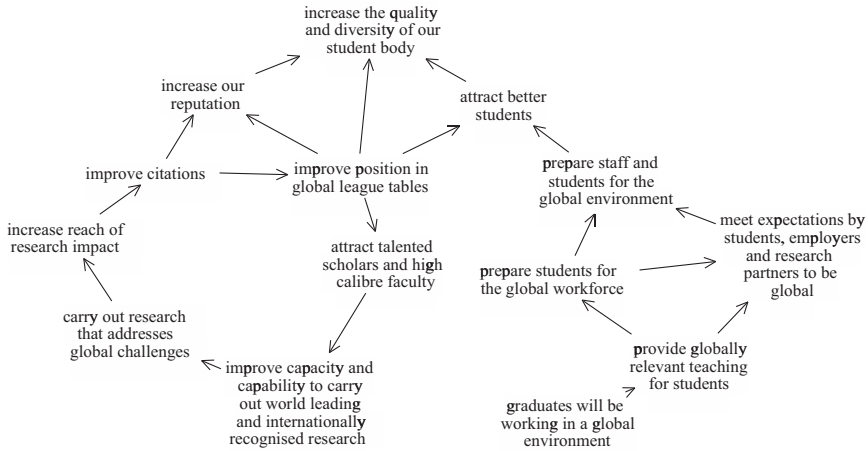 increase the quality
and diversity of our
student body
increase our
reputation
attract better
students
improve citations
improve position in
global league tables
prepare staff and
students for the
global environment
increase reach of
research impact
attract talented
scholars and high
calibre faculty
prepare students for
the global workforce
meet expectations by
students, employers
and research
partners to be
global
carry out research
that addresses
global challenges
improve capacity and
capability to carry
out world leading
and internationally
recognised research
provide globally
relevant teaching
for students
graduates will be
working in a global
environment